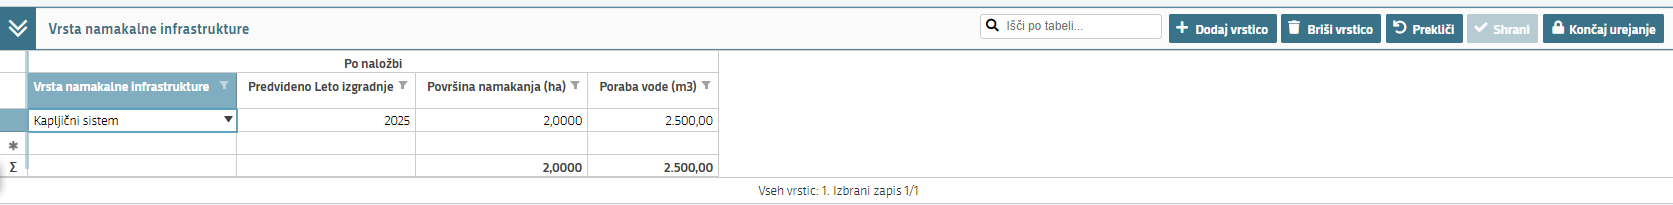 Vrsta namakalne infrastrukture
Išči po tabeli...
Dodaj vrstico
Briši vrstico
Prekliči
Shrani
Končaj urejanje
Po naložbi
Vrsta namakalne infrastrukture Predvideno Leto izgradnje Površina namakanja (ha) Poraba vode (m3)
Kapljični sistem 2025 2,0000 2.500,00
Σ 2,0000 2.500,00
Vseh vrstic: 1. Izbrani zapis 1/1